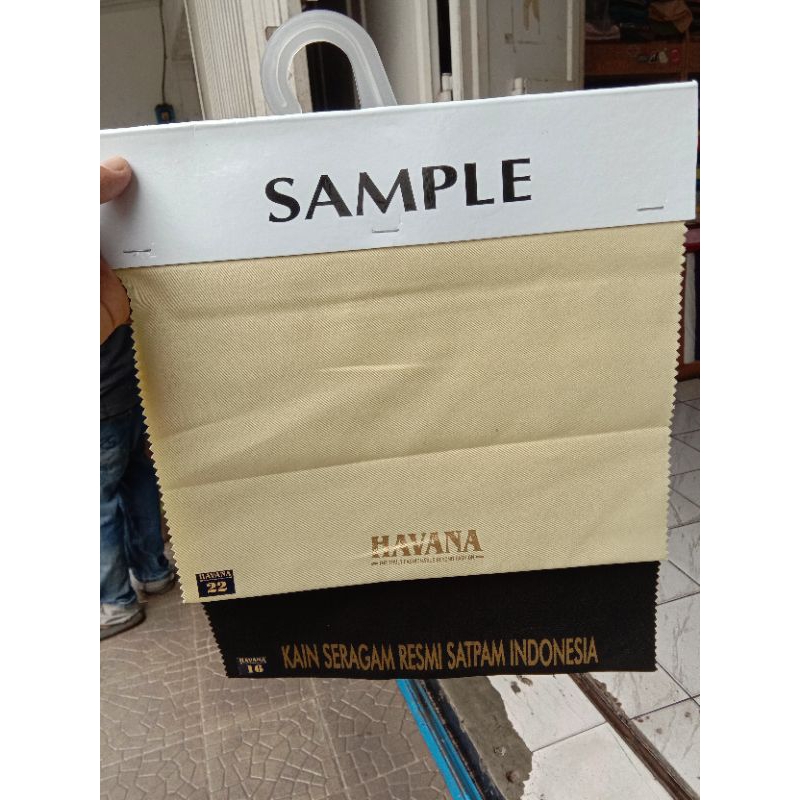 SAMPLE
HAVANA
HAVANA
22
HAVANA
16
KAIN SERAGAM RESMI SATPAM INDONESIA